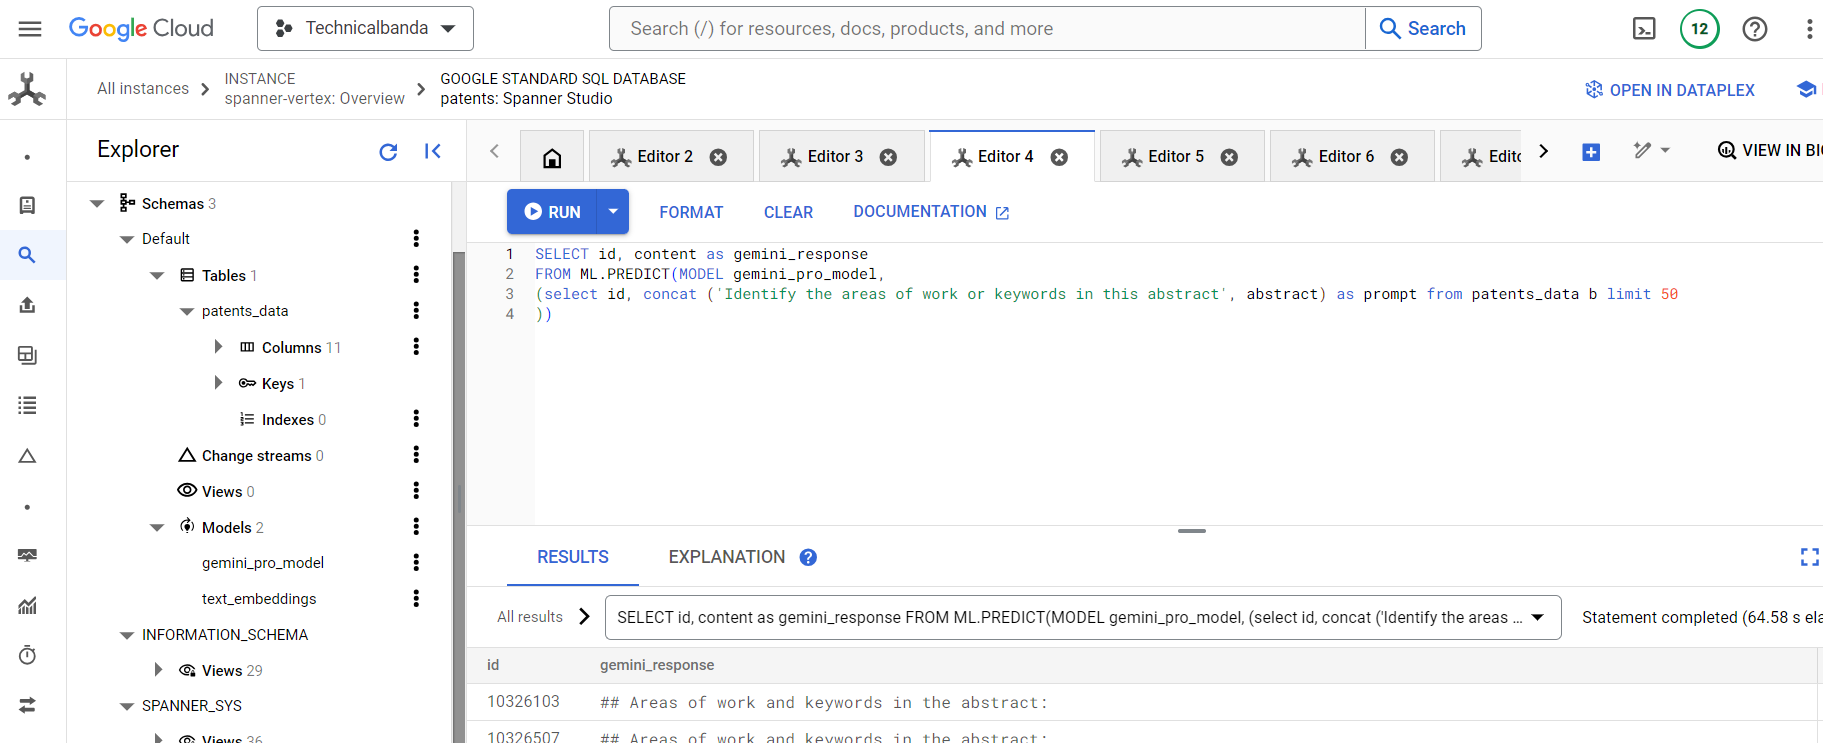 Google Cloud
Technicalbanda
Search (/) for resources, docs, products, and more
Search
12
All instances
INSTANCE
spanner-vertex: Overview
GOOGLE STANDARD SQL DATABASE
patents: Spanner Studio
OPEN IN DATAPLEX
Explorer
Editor 2
Editor 3
Editor 4
Editor 5
Editor 6
VIEW IN
Schemas 3
Default
Tables 1
patents_data
Columns 11
Keys 1
Indexes 0
Change streams 0
Views 0
Models 2
gemini_pro_model
text_embeddings
INFORMATION_SCHEMA
Views 29
SPANNER_SYS
Views 36
RUN
FORMAT
CLEAR
DOCUMENTATION
1 SELECT id, content as gemini_response
2 FROM ML.PREDICT(MODEL gemini_pro_model,
3 (select id, concat ('Identify the areas of work or keywords in this abstract', abstract) as prompt from patents_data b limit 50
4 ))
RESULTS
EXPLANATION
All results
SELECT id, content as gemini_response FROM ML.PREDICT(MODEL gemini_pro_model, (select id, concat ('Identify the areas ...
Statement completed (64.58 s
id gemini_response
10326103 ## Areas of work and keywords in the abstract:
10326507 ## Areas of work and keywords in the abstract: